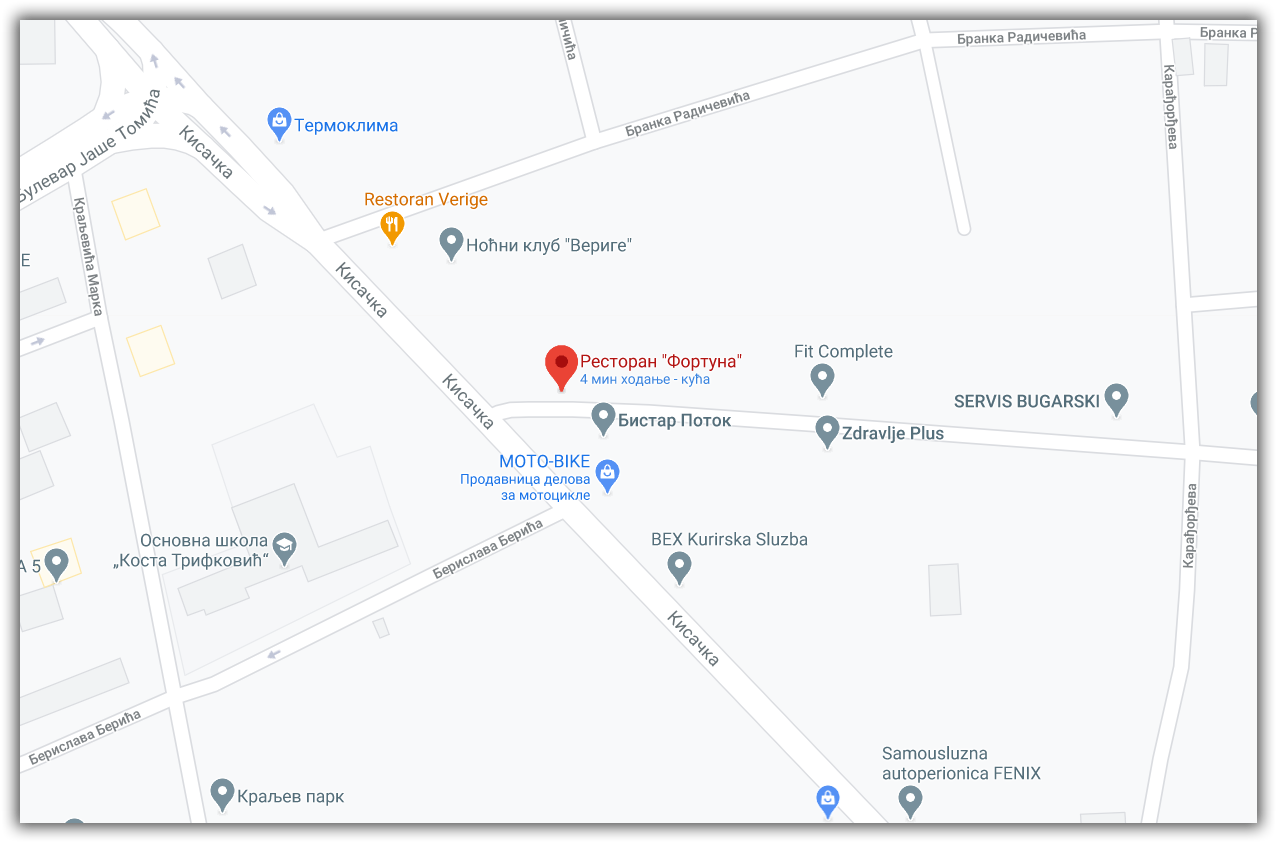 ичића
Бранка Радичевића
Бранка Р
Карађорђева
Бранка Радичевића
Булевар Јаше Томића
Кисачка
Термоклима
Краљевића Марка
Restoran Verige
Ноћни клуб "Вериге"
Е
Кисачка
Ресторан "Фортуна"
4 мин ходање - кућа
Fit Complete
Кисачка
SERVIS BUGARSKI
Бистар Поток
Zdravlje Plus
MOTO-BIKE
Продавница делова
за мотоцикле
Карађорђева
Основна школа
„Коста Трифковић“
А 5
Берислава Берића
BEX Kurirska Sluzba
Кисачка
Берислава Берића
Samousluzna
autoperionica FENIX
Краљев парк